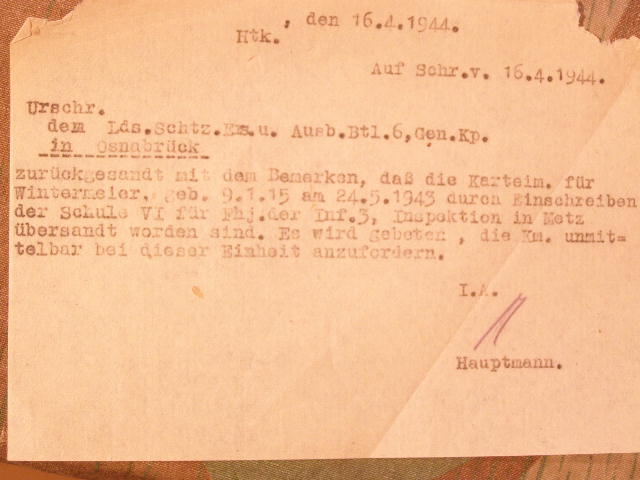 , den 16.4.1944.
Htk.
Auf Schr.v. 16.4.1944.
Urschr.
dem Lds.Schtz.Ers.u. Ausb.Btl.6,Gen.Kp.
in Osnabrück
zurückgesandt mit dem Bemerken, daß die Karteim. für
Wintermeier, geb. 9.1.15 am 24.5.1943 durch Einschreiben
der Schule VI für Fhj.der Inf.3, Inspektion in Metz
übersandt worden sind. Es wird gebeten , die Km. unmit=
telbar bei dieser Einheit anzufordern.
I.A.
Hauptmann.